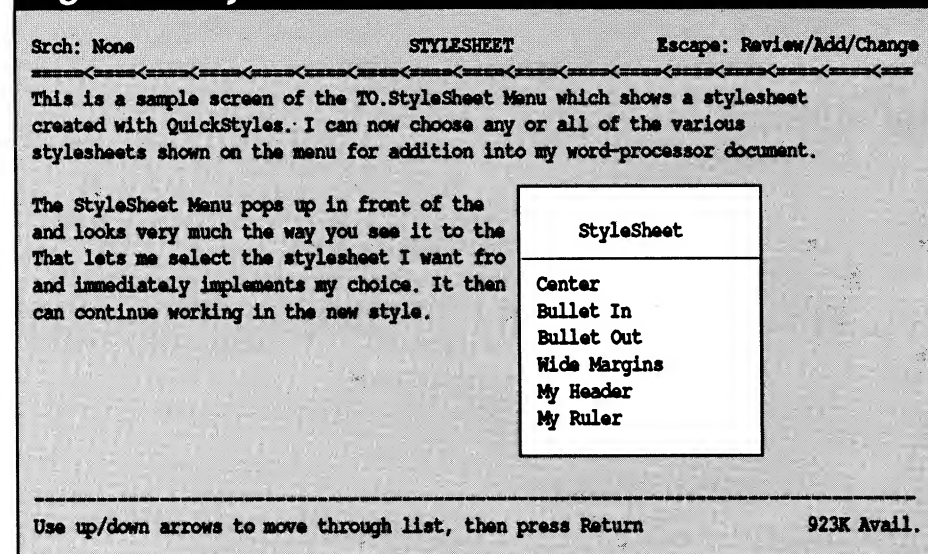 Srch: None STYLESHEET Escape: Review/Add/Change
=====<====<====<====<====<====<====<====<====<====<====<====<====<====<====<===
This is a sample screen of the TO.StyleSheet Menu which shows a stylesheet
created with QuickStyles. I can now choose any or all of the various
stylesheets shown on the menu for addition into my word-processor document.
The StyleSheet Menu pops up in front of the
and looks very much the way you see it to the
That lets me select the stylesheet I want fro
and immediately implements my choice. It then
can continue working in the new style.
StyleSheet
Center
Bullet In
Bullet Out
Wide Margins
My Header
My Ruler
Use up/down arrows to move through list, then press Return 923K Avail.